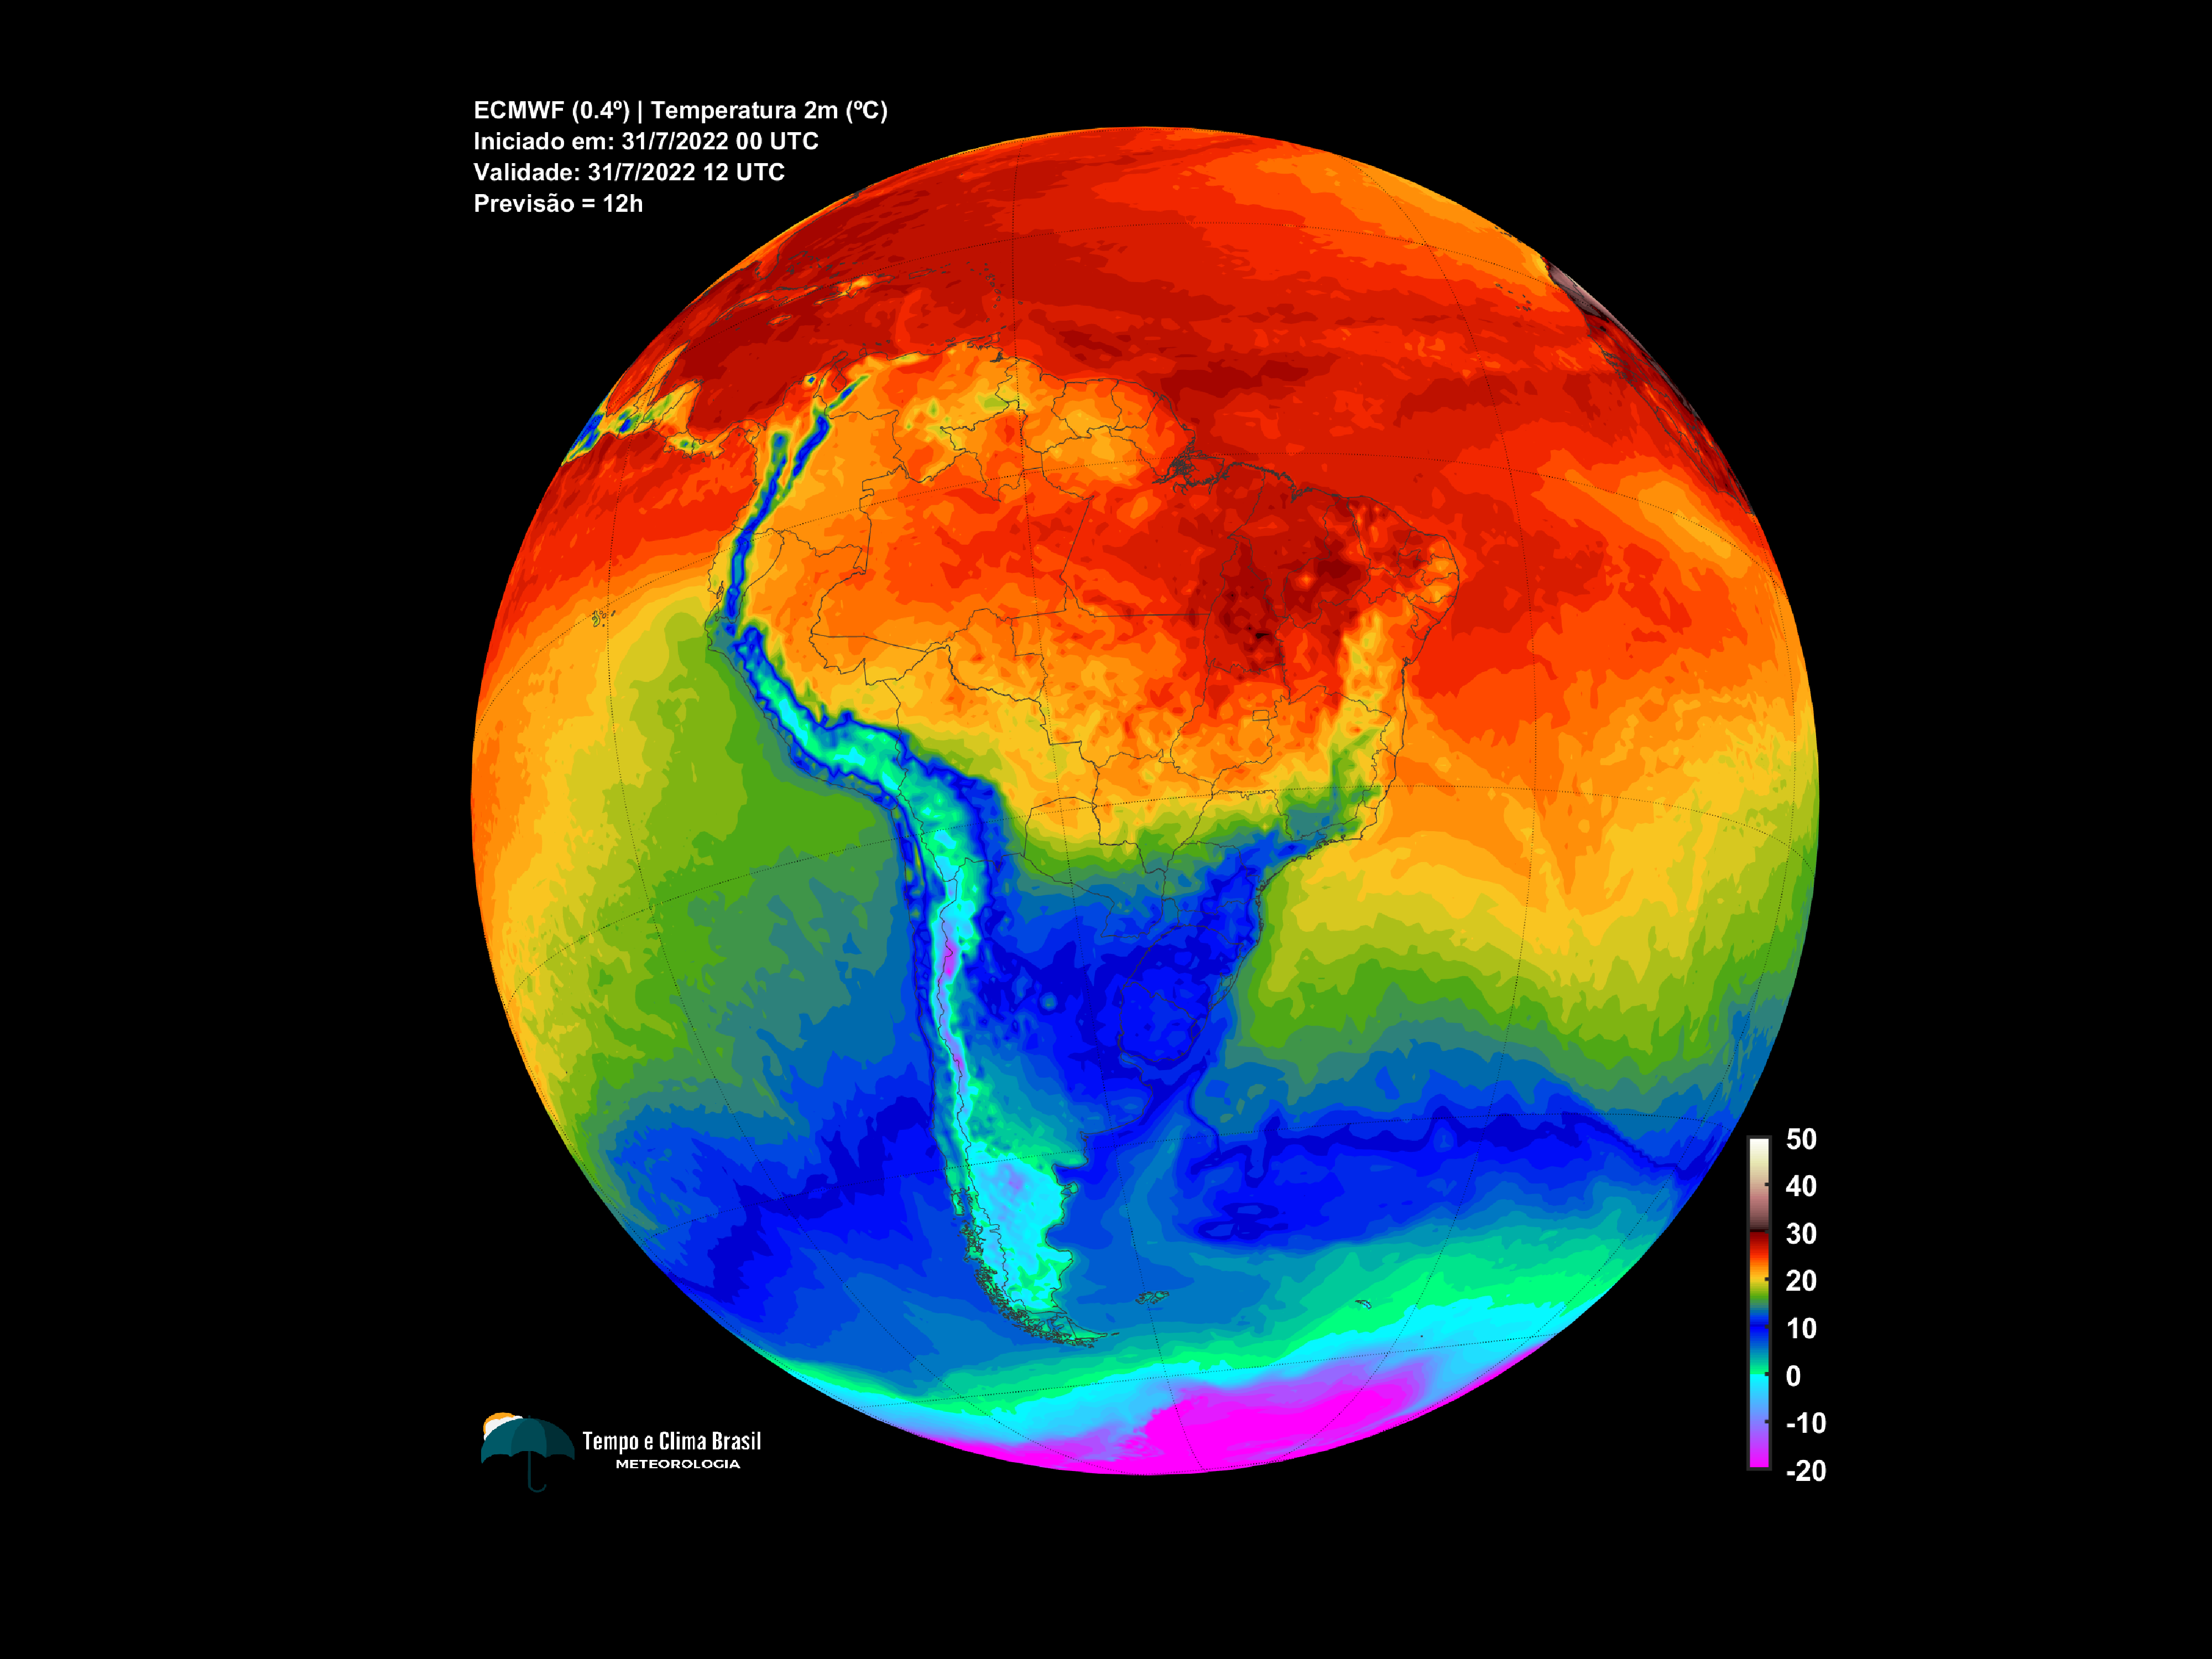 ECMWF (0.4º) | Temperatura 2m (ºC)
Iniciado em: 31/7/2022 00 UTC
Validade: 31/7/2022 12 UTC
Previsão = 12h
50
40
30
20
10
0
-10
-20
Tempo e Clima Brasil
METEOROLOGIA